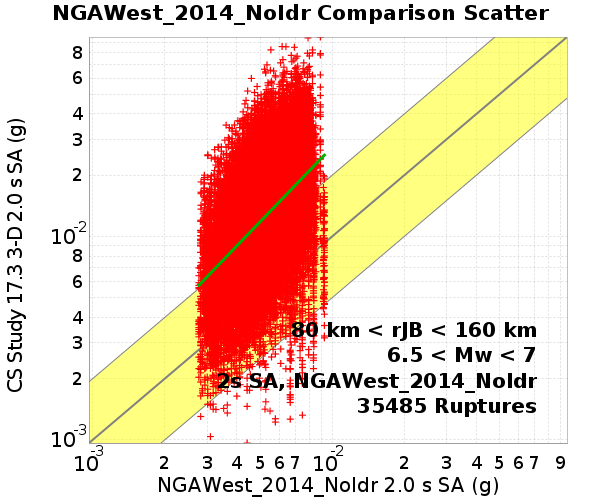 NGAWest_2014_NoIdr Comparison Scatter
CS Study 17.3 3-D 2.0 s SA (g)
8
6
4
3
2
10-2
8
6
4
3
2
10-3
80 km < rJB < 160 km
6.5 < Mw < 7
2s SA, NGAWest_2014_NoIdr
35485 Ruptures
10-3 2 3 4 5 6 7 10-2 2 3 4 5 6 7 9
NGAWest_2014_NoIdr 2.0 s SA (g)